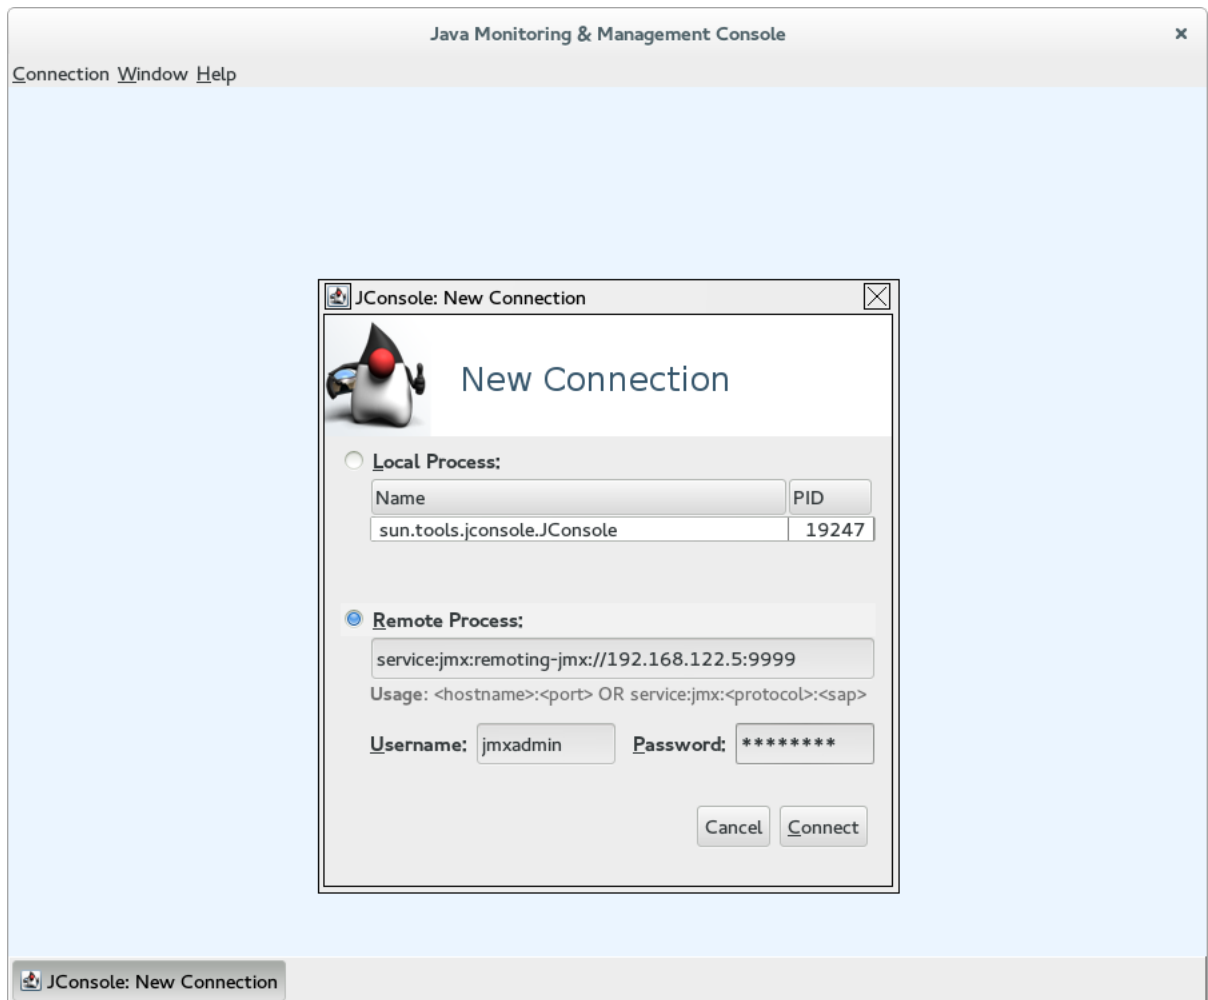 Java Monitoring & Management Console
Connection Window Help
JConsole: New Connection
New Connection
Local Process:
Name PID
sun.tools.jconsole.JConsole 19247
Remote Process:
service:jmx:remoting-jmx://192.168.122.5:9999
Usage: <hostname>:<port> OR service:jmx:<protocol>:<sap>
Username: jmxadmin Password: ********
Cancel Connect
JConsole: New Connection